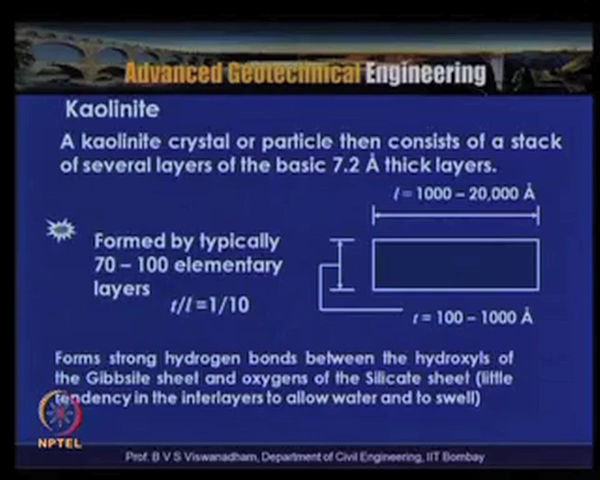 Advanced Geotechnical Engineering
Kaolinite
A kaolinite crystal or particle then consists of a stack
of several layers of the basic 7.2 Å thick layers.
l = 1000 – 20,000 Å
Formed by typically
70 – 100 elementary
layers
t/l =1/10
t = 100 – 1000 Å
Forms strong hydrogen bonds between the hydroxyls of
the Gibbsite sheet and oxygens of the Silicate sheet (little
tendency in the interlayers to allow water and to swell)
NPTEL
Prof. B V S Viswanadham, Department of Civil Engineering, IIT Bombay